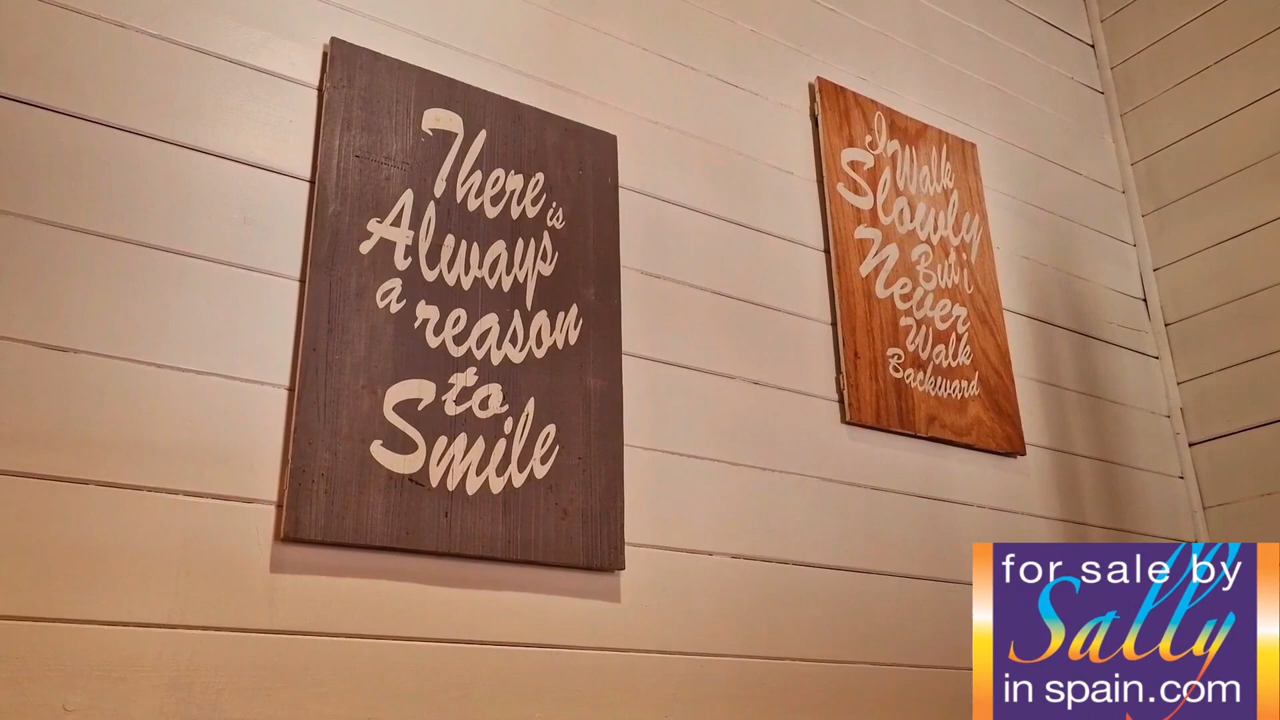 There is
Always
a reason
to
Smile
I Walk
Slowly
But i
Never
Walk
Backward
for sale by
Sally
in spain.com